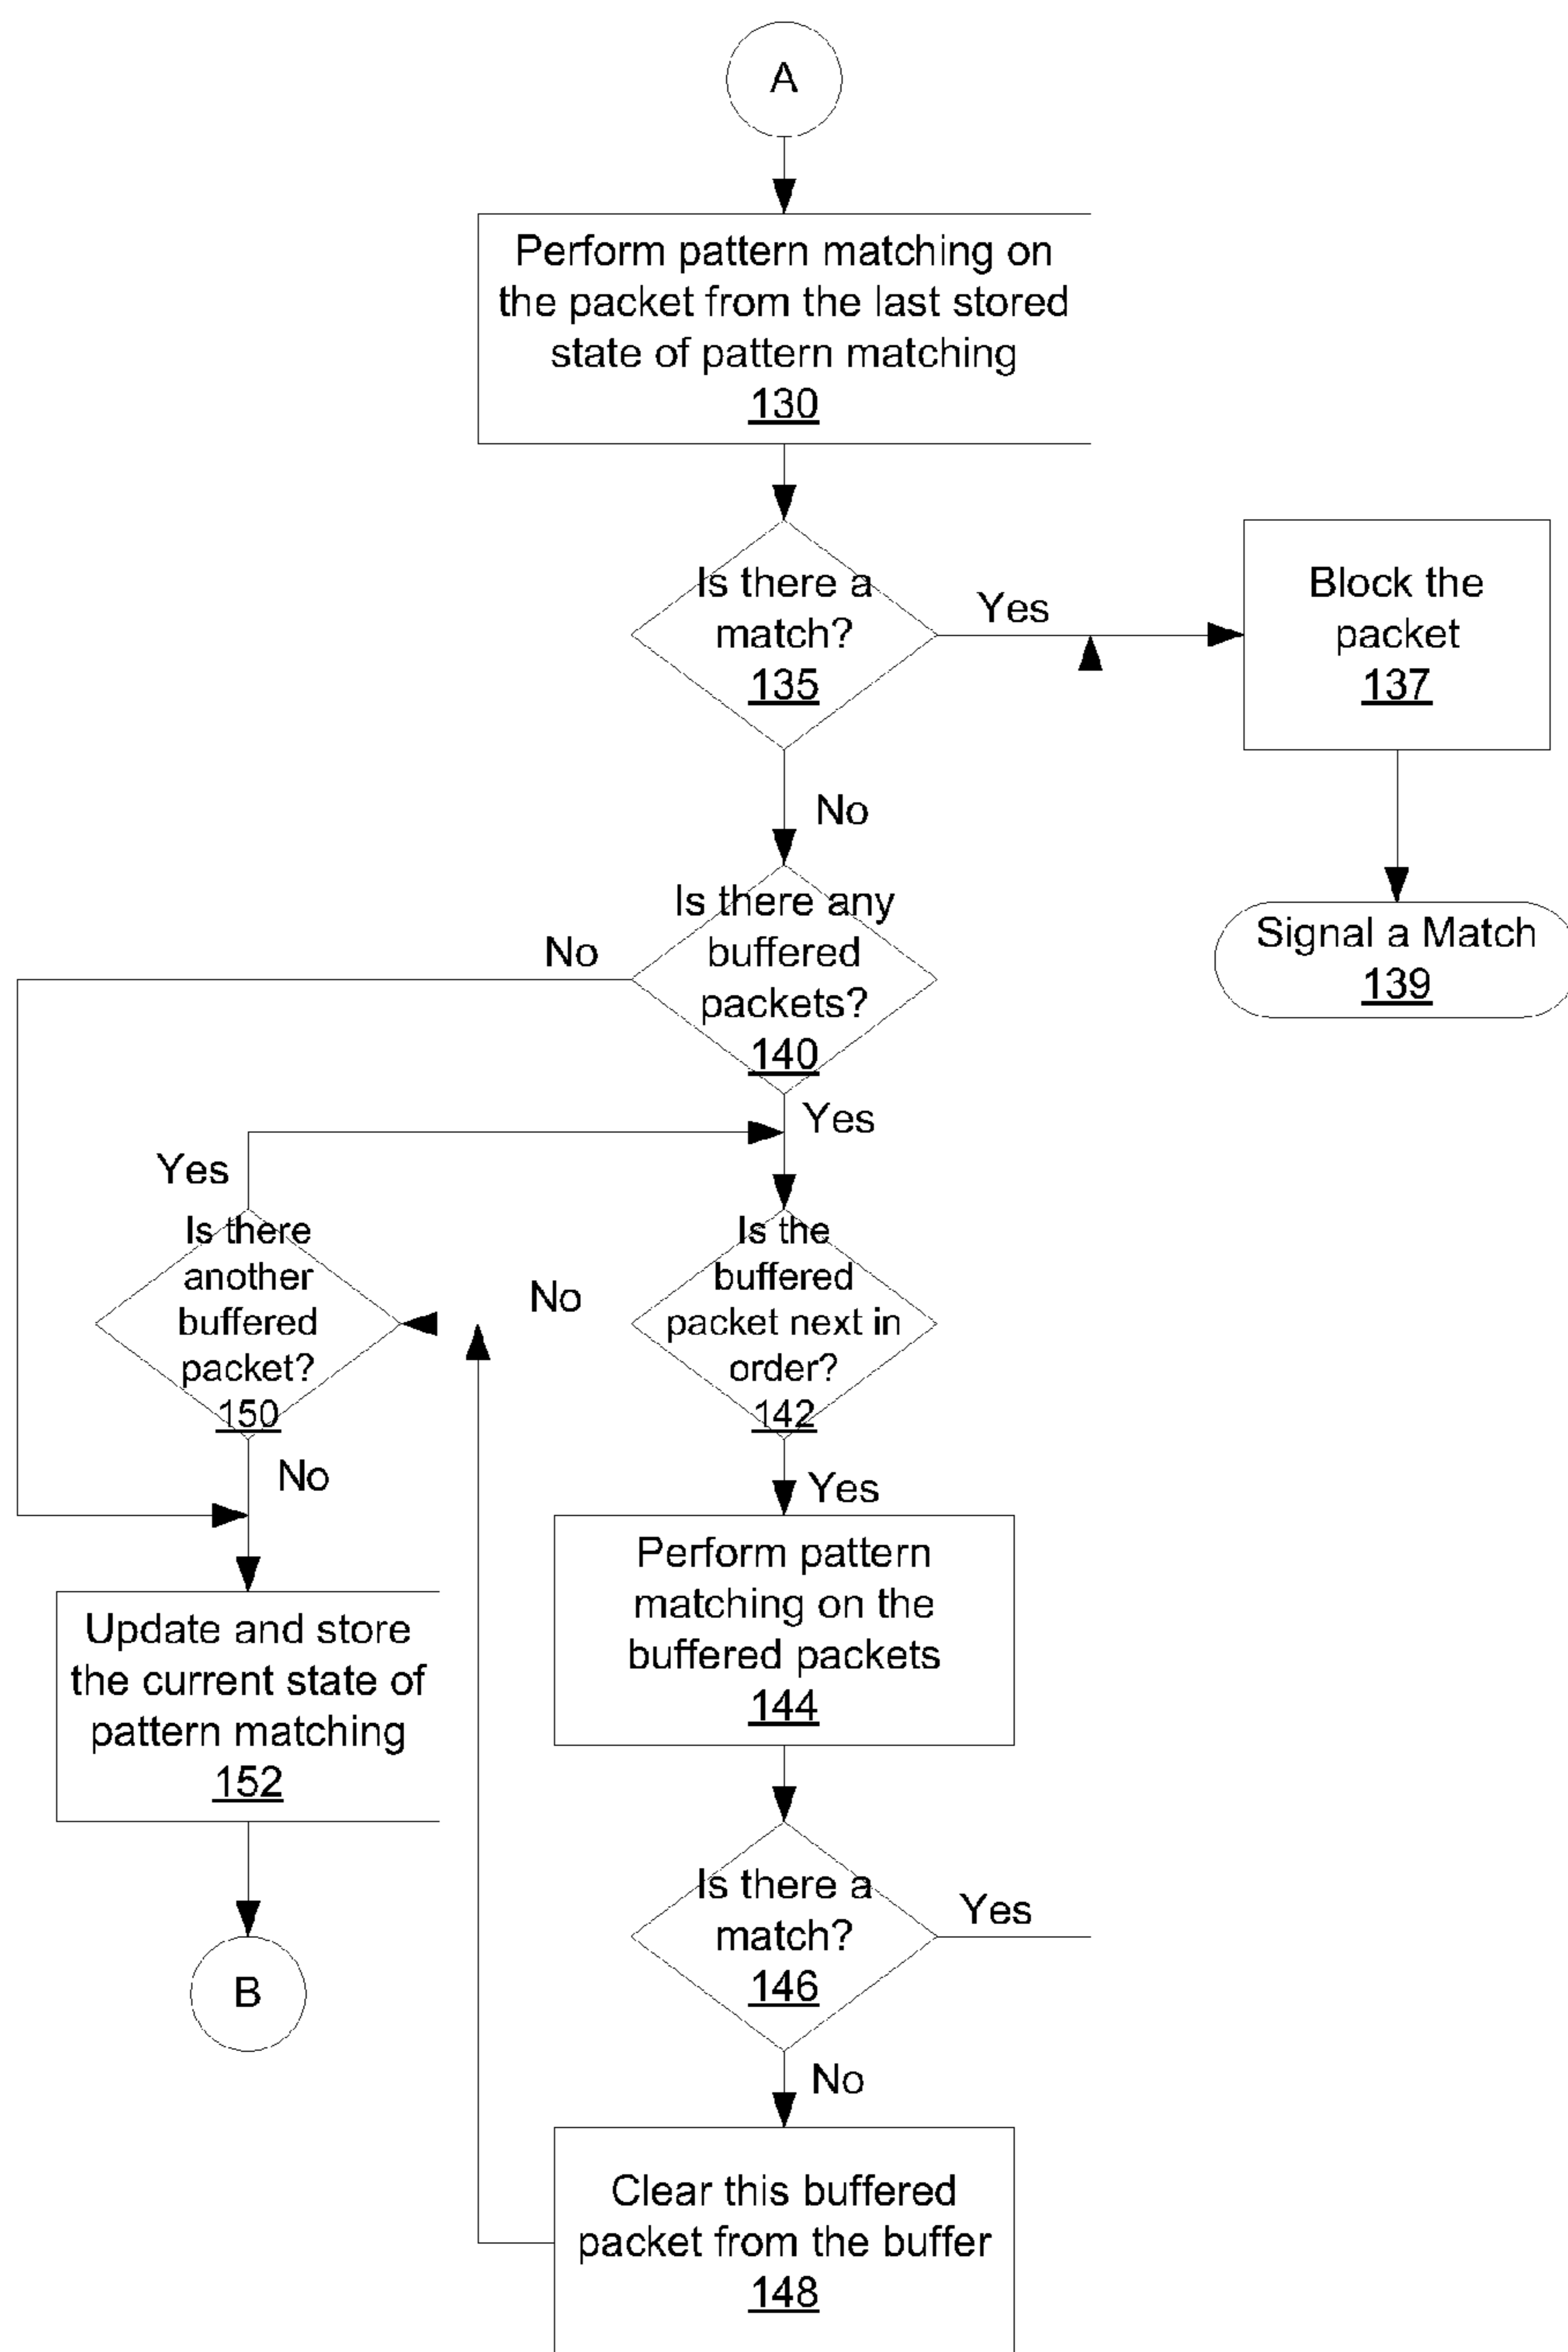 A
Perform pattern matching on
the packet from the last stored
state of pattern matching
130
Is there a
match?
135
Yes
Block the
packet
137
No
Signal a Match
139
Is there any
buffered
packets?
140
No
Yes
Yes
Is there
another
buffered
packet?
150
No
Is the
buffered
packet next in
order?
142
No
Yes
Update and store
the current state of
pattern matching
152
Perform pattern
matching on the
buffered packets
144
B
Is there a
match?
146
Yes
No
Clear this buffered
packet from the buffer
148